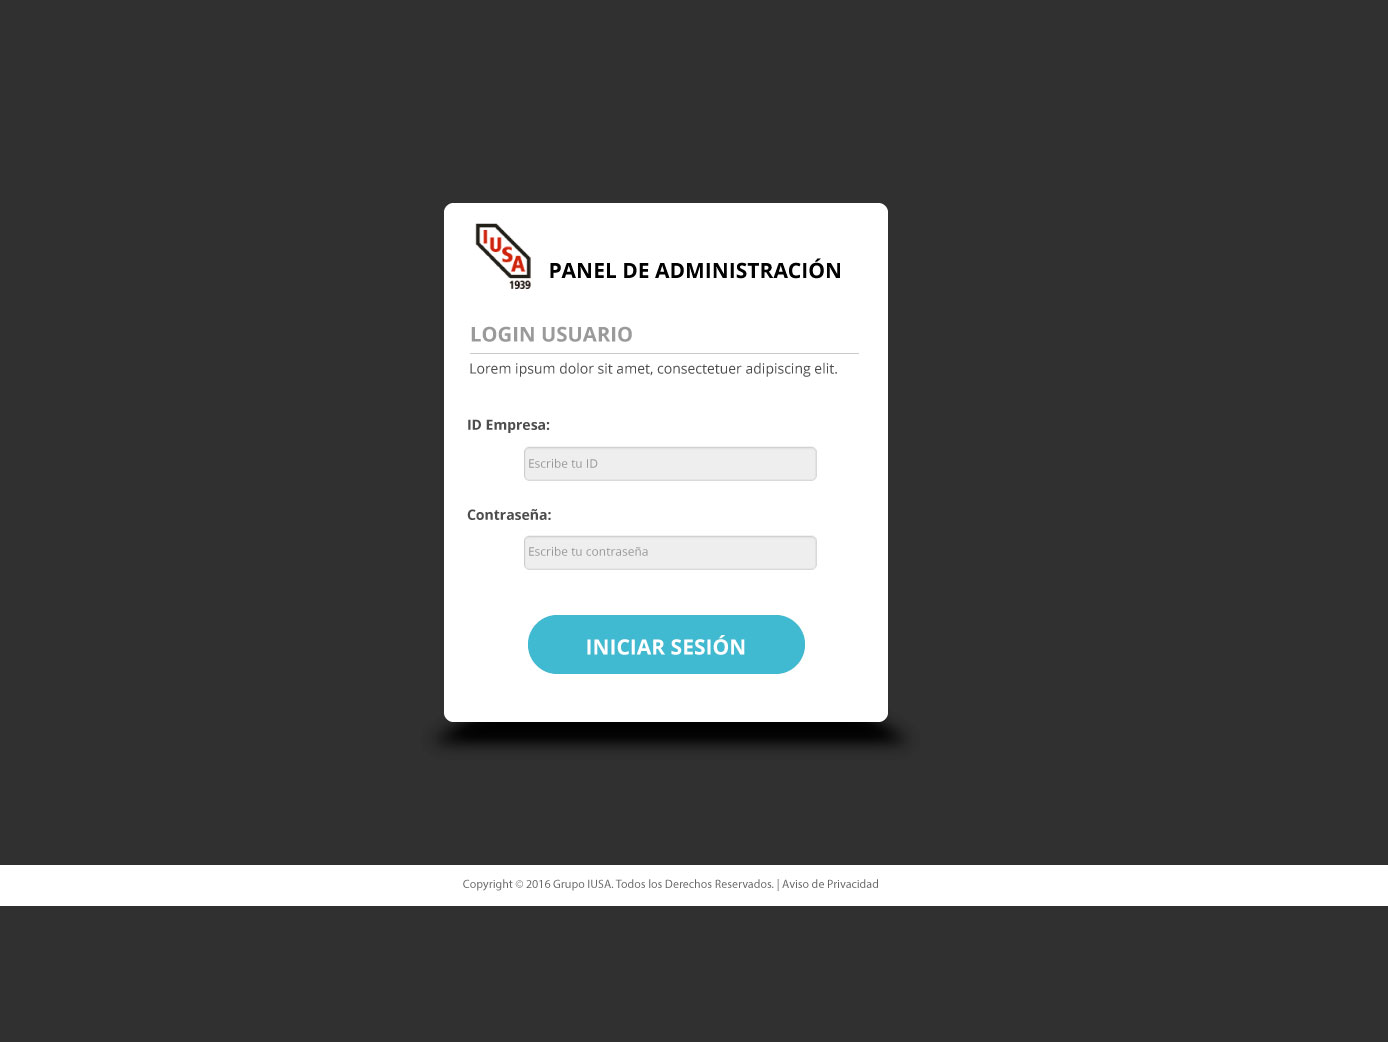 IUSA
1939
PANEL DE ADMINISTRACIÓN
LOGIN USUARIO
Lorem ipsum dolor sit amet, consectetuer adipiscing elit.
ID Empresa:
Escribe tu ID
Contraseña:
Escribe tu contraseña
INICIAR SESIÓN
Copyright © 2016 Grupo IUSA. Todos los Derechos Reservados. | Aviso de Privacidad